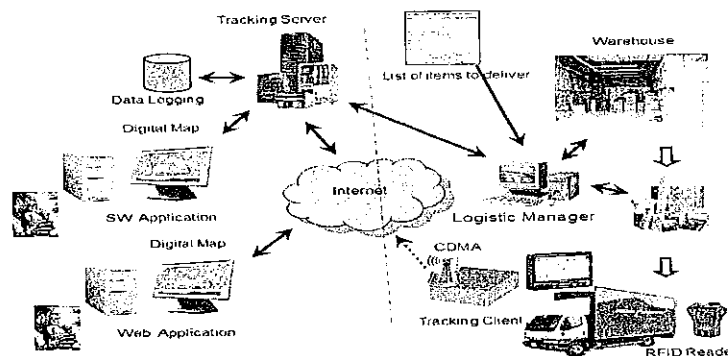 Tracking Server
Warehouse
List of items to deliver
Data Logging
Digital Map
Internet
SW Application
Logistic Manager
Digital Map
CDMA
Web Application
Tracking Client
RFID Reade